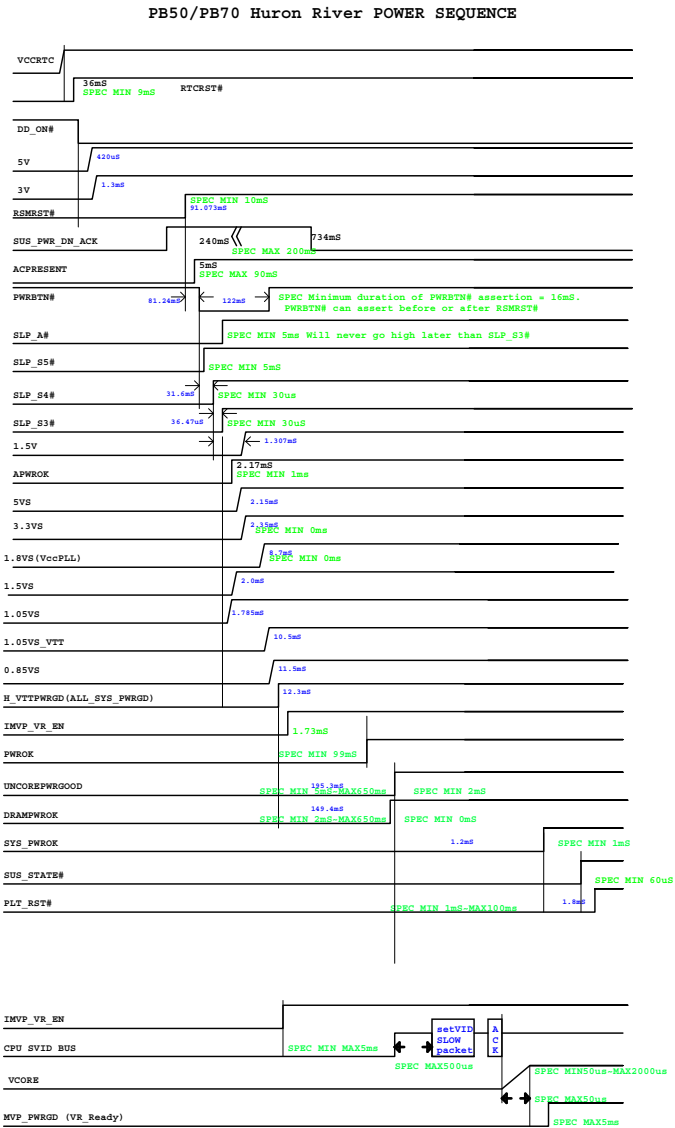 PB50/PB70 Huron River POWER SEQUENCE
VCCRTC
36mS
SPEC MIN 9mS
RTCRST#
DD_ON#
5V
420uS
3V
1.3mS
SPEC MIN 10mS
91.073mS
RSMRST#
SUS_PWR_DN_ACK
240mS
734mS
SPEC MAX 200mS
ACPRESENT
5mS
SPEC MAX 90mS
PWRBTN#
81.24mS
122mS
SPEC Minimum duration of PWRBTN# assertion = 16mS.
PWRBTN# can assert before or after RSMRST#
SLP_A#
SPEC MIN 5ms Will never go high later than SLP_S3#
SLP_S5#
SPEC MIN 5mS
SLP_S4#
31.6mS
SPEC MIN 30us
SLP_S3#
36.47uS
SPEC MIN 30uS
1.5V
1.307mS
APWROK
2.17mS
SPEC MIN 1ms
5VS
2.15mS
3.3VS
2.35mS
SPEC MIN 0ms
1.8VS(VccPLL)
8.7mS
SPEC MIN 0ms
1.5VS
2.0mS
1.05VS
1.785mS
1.05VS_VTT
10.5mS
0.85VS
11.5mS
H_VTTPWRGD(ALL_SYS_PWRGD)
12.3mS
IMVP_VR_EN
1.73mS
PWROK
SPEC MIN 99mS
UNCOREPWRGOOD
195.3mS
SPEC MIN 5mS-MAX650ms
SPEC MIN 2mS
DRAMPWROK
149.4mS
SPEC MIN 2mS-MAX650ms
SPEC MIN 0mS
SYS_PWROK
1.2mS
SPEC MIN 1mS
SUS_STATE#
SPEC MIN 60uS
PLT_RST#
SPEC MIN 1mS-MAX100ms
1.8mS
IMVP_VR_EN
CPU SVID BUS
SPEC MIN MAX5ms
setVID
SLOW
packet
ACK
SPEC MAX500us
VCORE
SPEC MIN50us-MAX2000us
SPEC MAX50us
MVP_PWRGD (VR_Ready)
SPEC MAX5ms